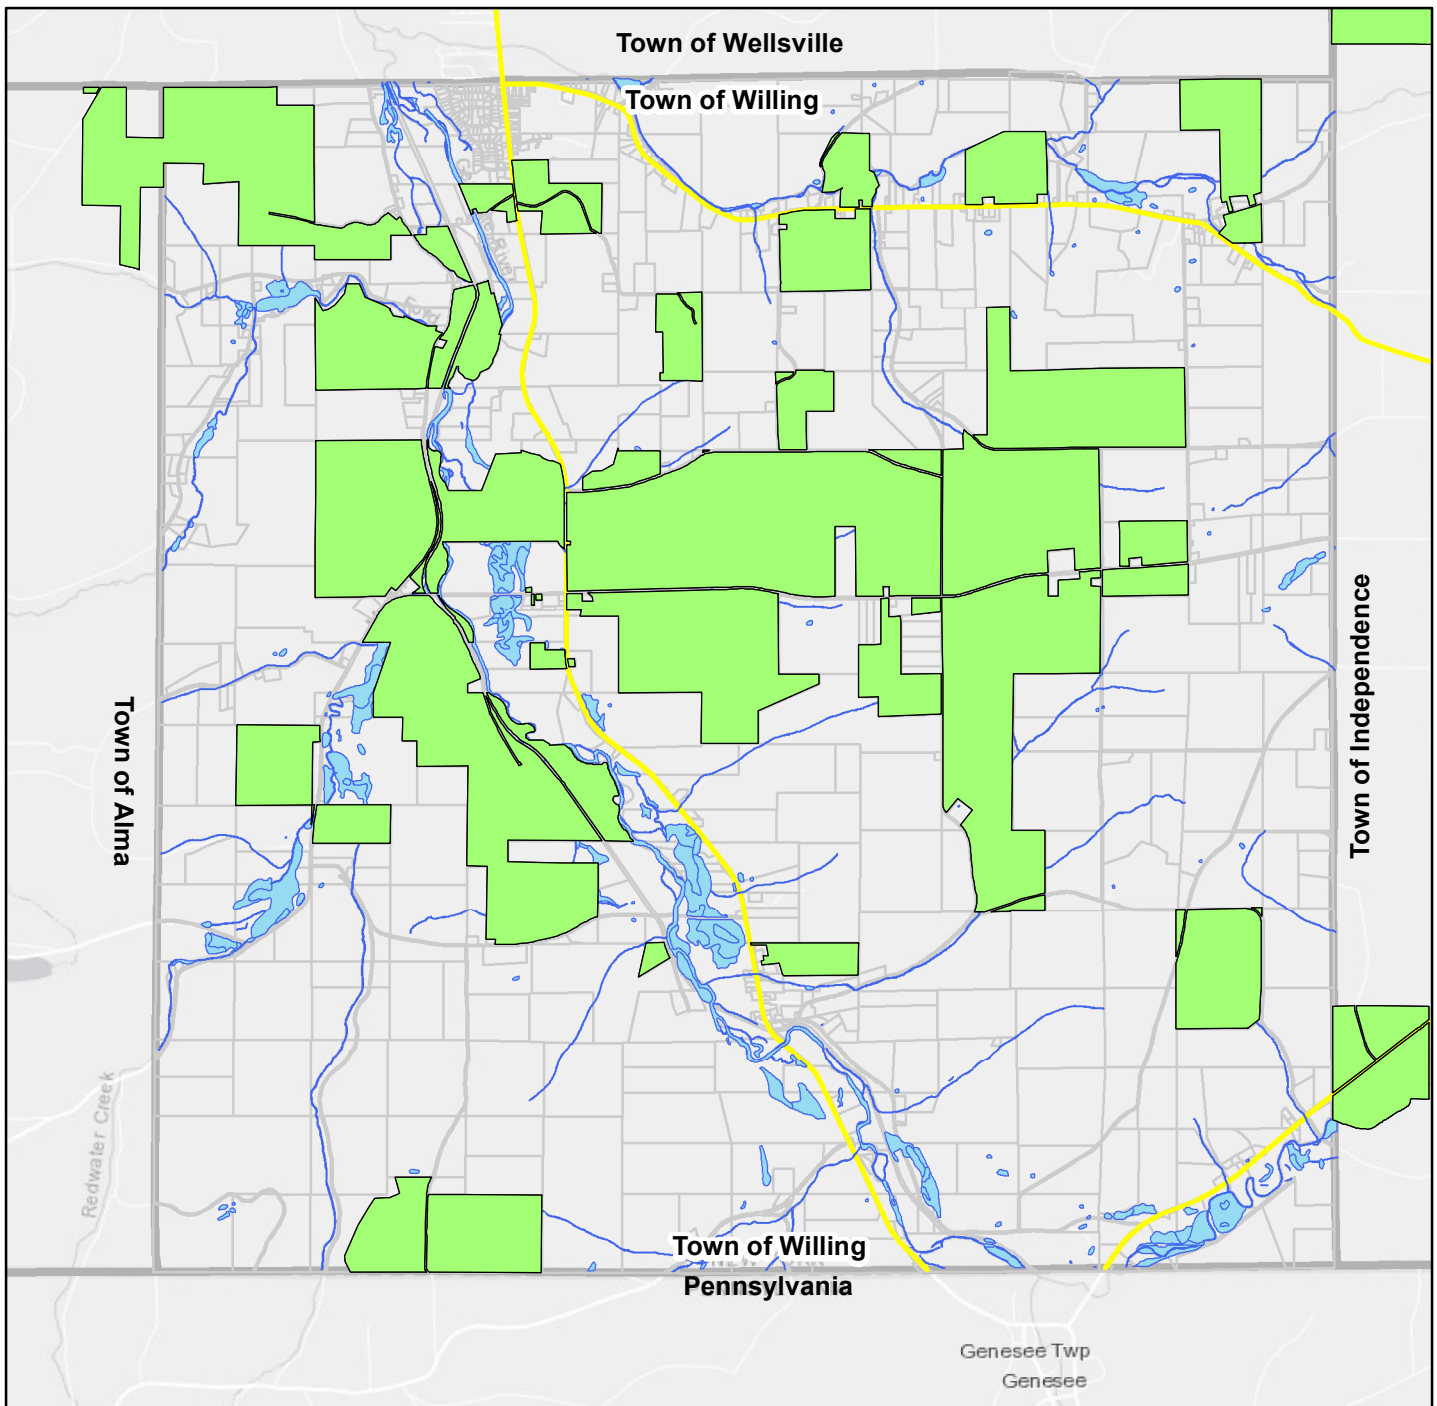 Town of Wellsville
Town of Willing
River
Town of Alma
Town of Independence
Redwater Creek
Town of Willing
Pennsylvania
Genesee Twp
Genesee